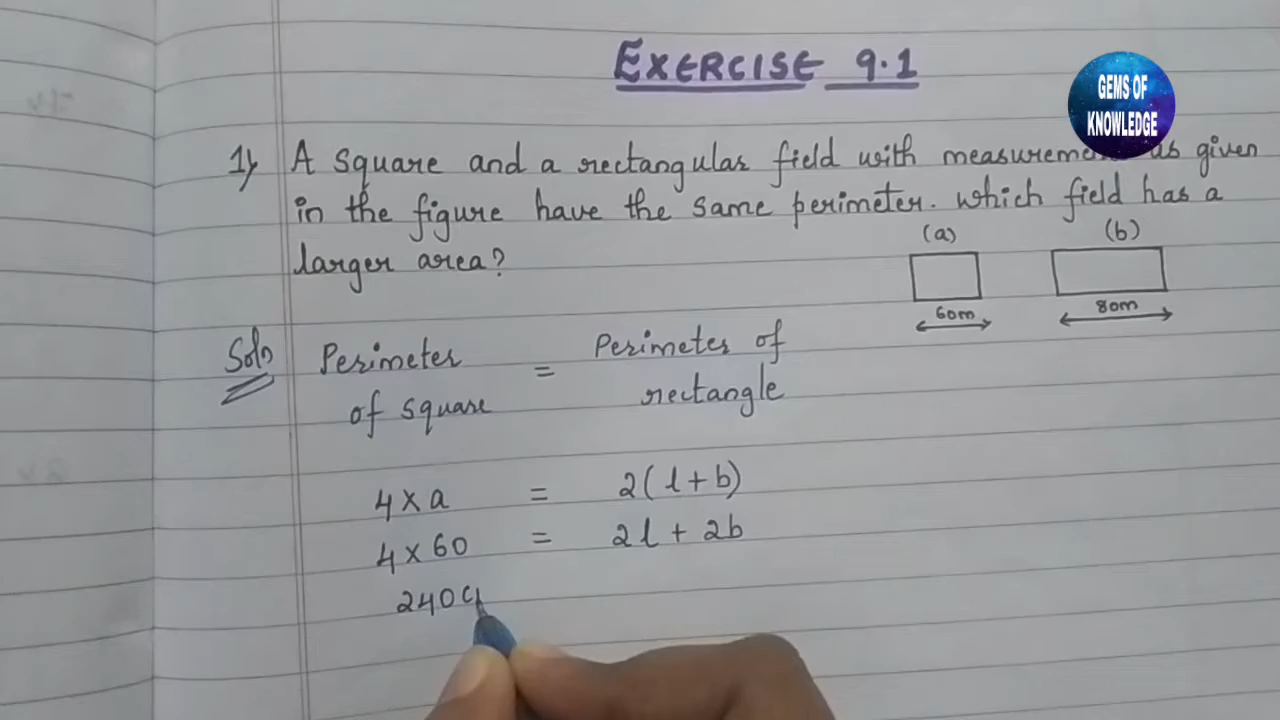 EXERCISE 9.1
GEMS OF
KNOWLEDGE
1) A square and a rectangular field with as given
in the figure have the same perimeter. which field has a
larger area?
(a) (b)
60m 80m
Soln Perimeter = Perimeter of
of square rectangle
4 × a = 2(l + b)
4 × 60 = 2l + 2b
240